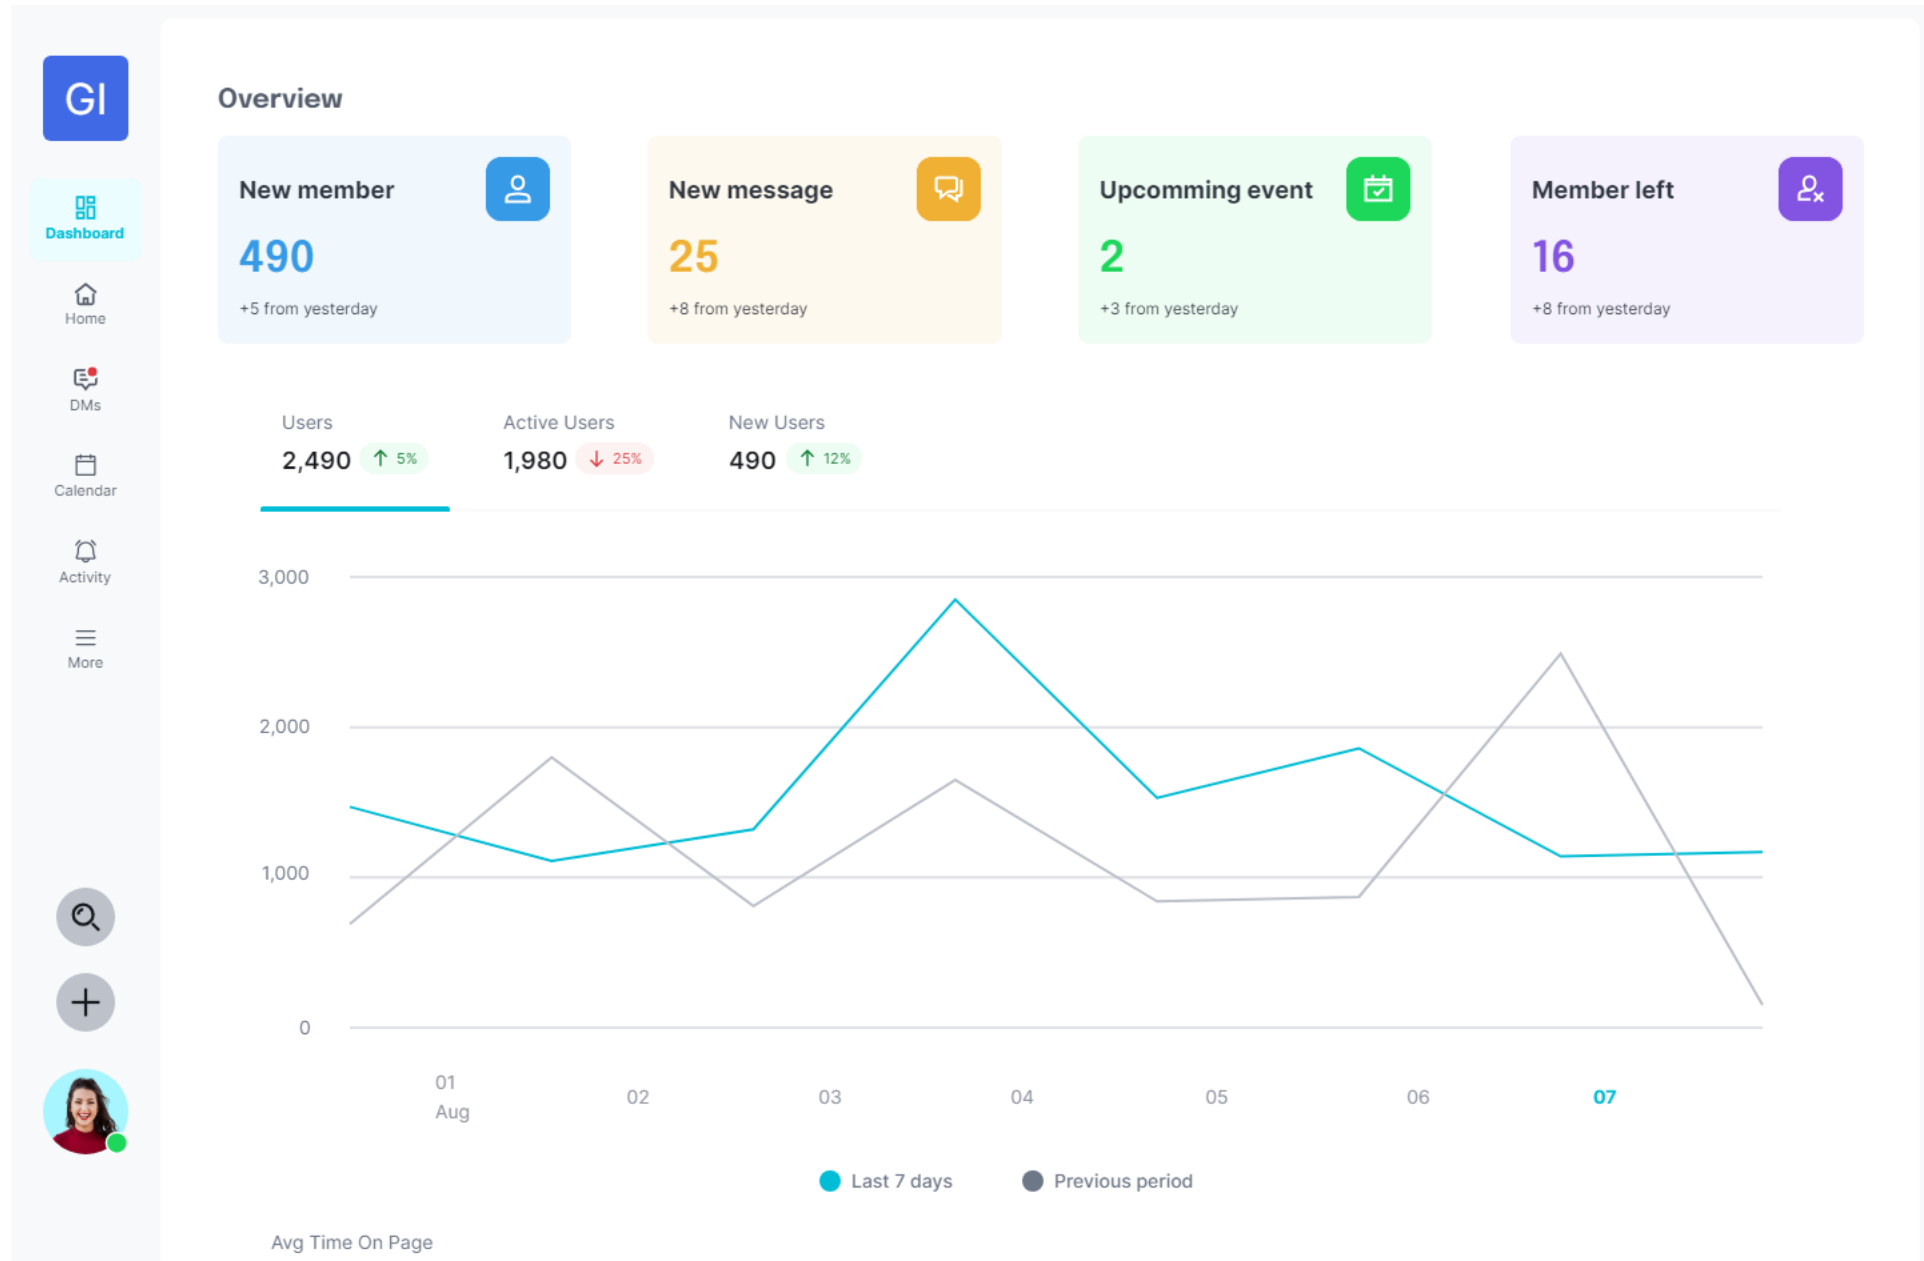 GI
Dashboard
Home
DMs
Calendar
Activity
More
Overview
New member
490
+5 from yesterday
New message
25
+8 from yesterday
Upcomming event
2
+3 from yesterday
Member left
16
+8 from yesterday
Users
2,490 ↑ 5%
Active Users
1,980 ↓ 25%
New Users
490 ↑ 12%
3,000
2,000
1,000
0
01
Aug
02
03
04
05
06
07
Last 7 days
Previous period
Avg Time On Page